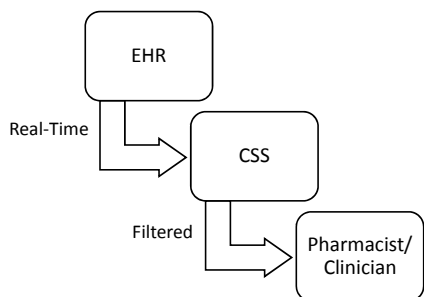 EHR
Real-Time
CSS
Filtered
Pharmacist/
Clinician